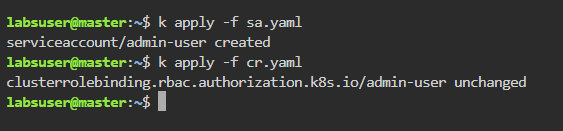 labsuser@master:~$ k apply -f sa.yaml
serviceaccount/admin-user created
labsuser@master:~$ k apply -f cr.yaml
clusterrolebinding.rbac.authorization.k8s.io/admin-user unchanged
labsuser@master:~$